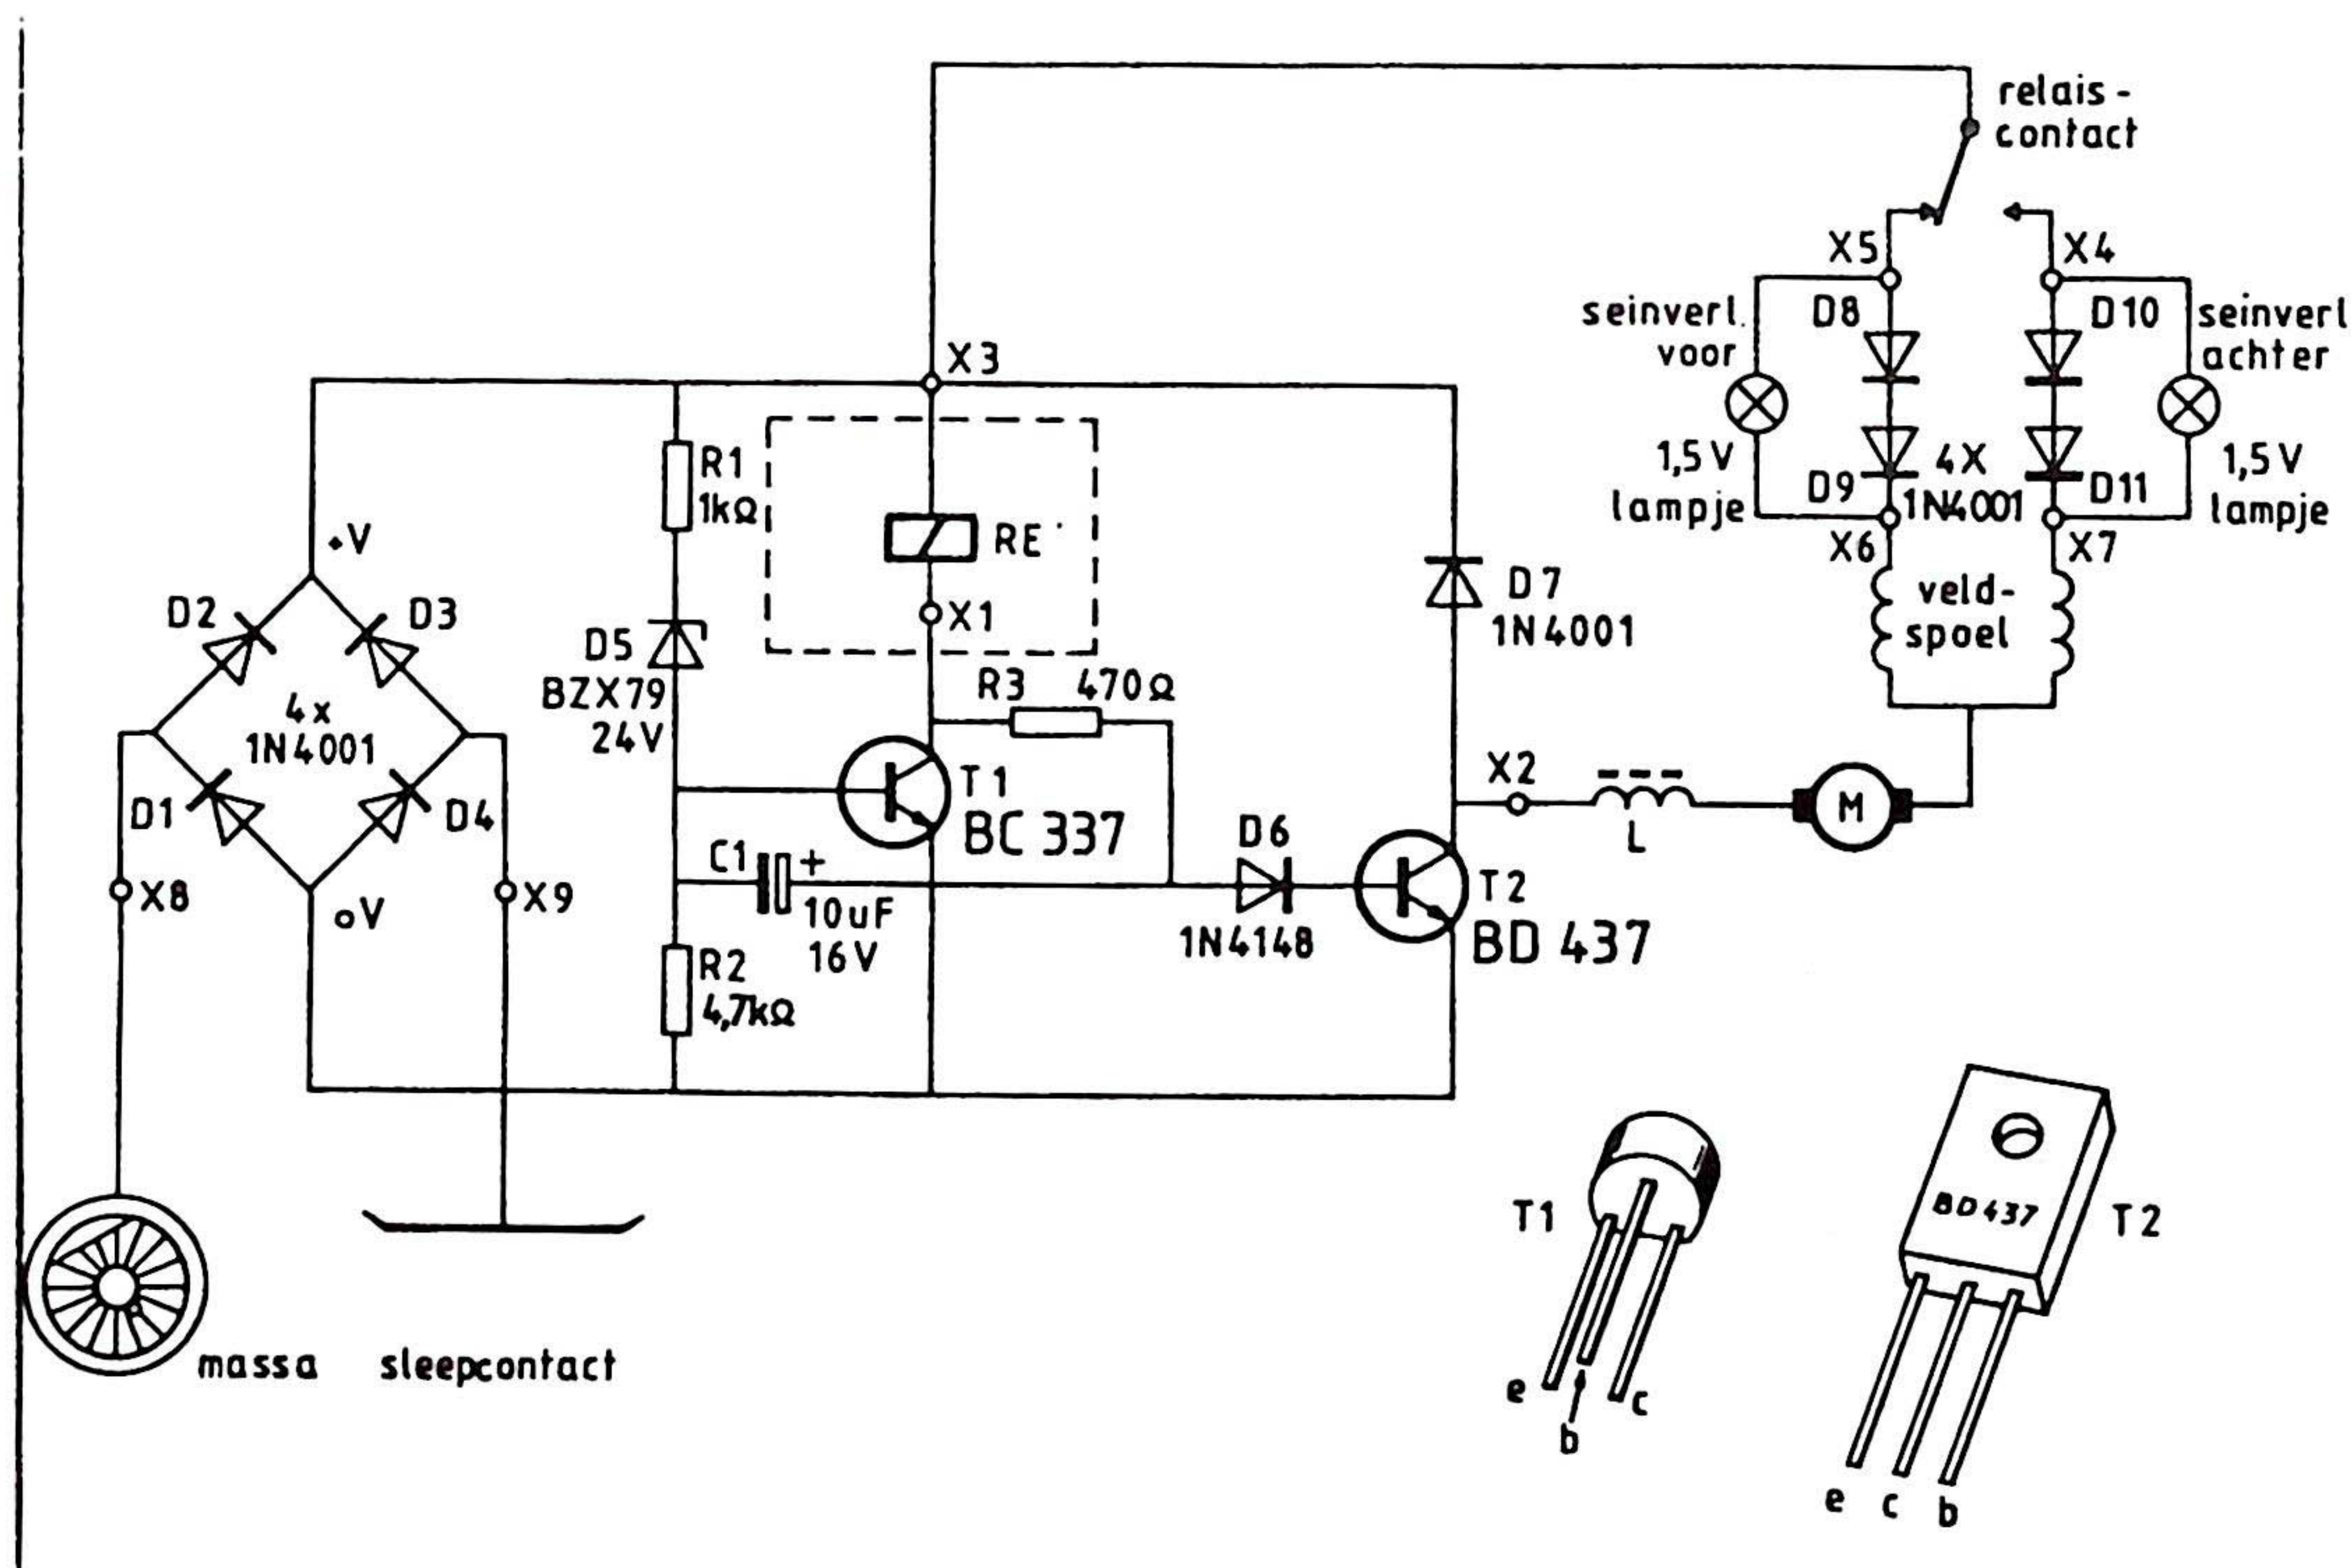 relais-
contact
X5
X4
seinverl.
voor
D8
D10
seinverl
achter
1,5V
lampje
D9
4X
1N4001
D11
1,5V
lampje
X6
X7
veld-
spoel
X3
R1
1kΩ
RE
X1
D5
BZX79
24V
R3 470Ω
D7
1N4001
+V
D2
D3
4x
1N4001
D1
D4
X8
oV
X9
T1
BC 337
C1
+
10uF
16V
R2
4,7kΩ
D6
1N4148
T2
BD 437
X2
L
M
massa
sleepcontact
T1
e
b
c
BD437
T2
e c b